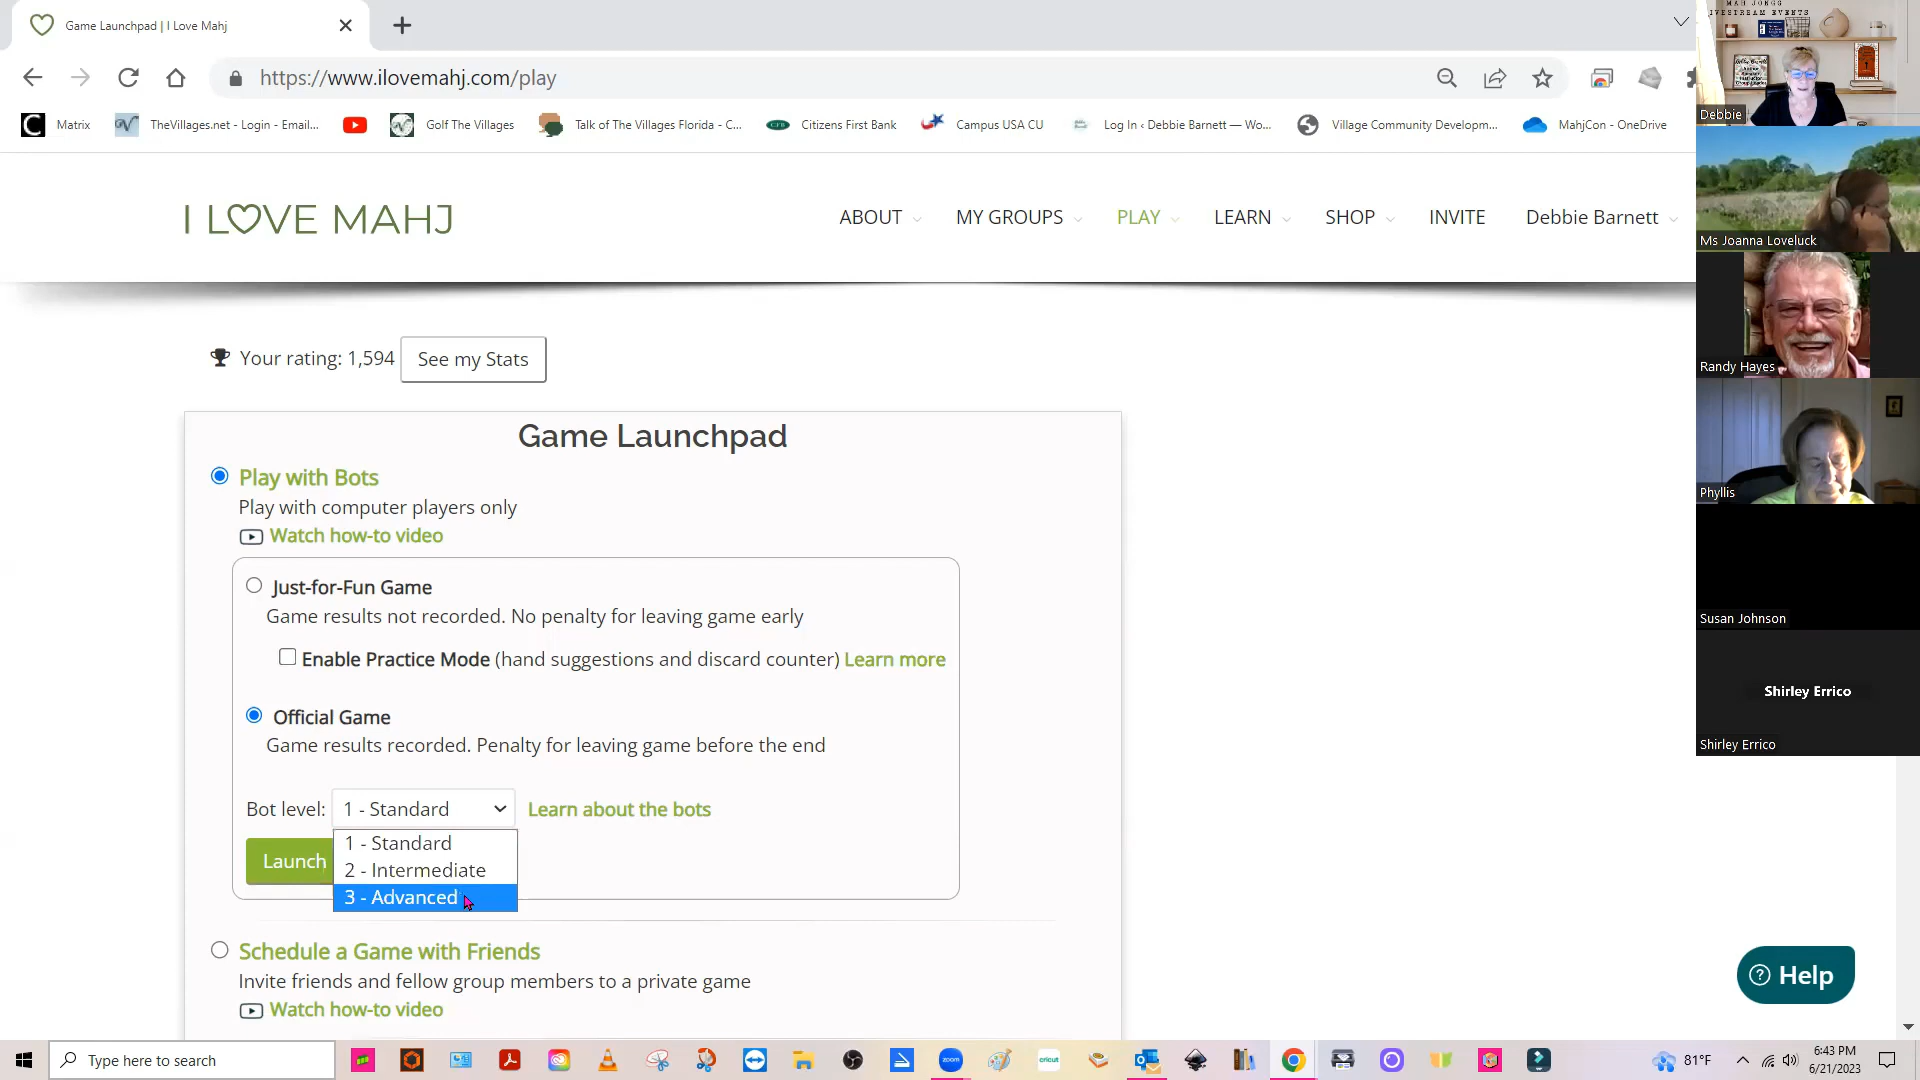 Game Launchpad | I Love Mahj
https://www.ilovemahj.com/play
Matrix
TheVillages.net - Login - Email...
Golf The Villages
Talk of The Villages Florida - C...
Citizens First Bank
Campus USA CU
Log In ‹ Debbie Barnett — Wo...
Village Community Developm...
MahjCon - OneDrive
I LOVE MAHJ
ABOUT
MY GROUPS
PLAY
LEARN
SHOP
INVITE
Debbie Barnett
Your rating: 1,594
See my Stats
Game Launchpad
Play with Bots
Play with computer players only
Watch how-to video
Just-for-Fun Game
Game results not recorded. No penalty for leaving game early
Enable Practice Mode (hand suggestions and discard counter) Learn more
Official Game
Game results recorded. Penalty for leaving game before the end
Bot level: 1 - Standard
Learn about the bots
1 - Standard
2 - Intermediate
3 - Advanced
Launch
Schedule a Game with Friends
Invite friends and fellow group members to a private game
Watch how-to video
Help
MAH JONGG
LIVESTREAM EVENTS
Debbie
Ms Joanna Loveluck
Randy Hayes
Phyllis
Susan Johnson
Shirley Errico
Shirley Errico
Type here to search
zoom
cricut
81°F
6:43 PM
6/21/2023